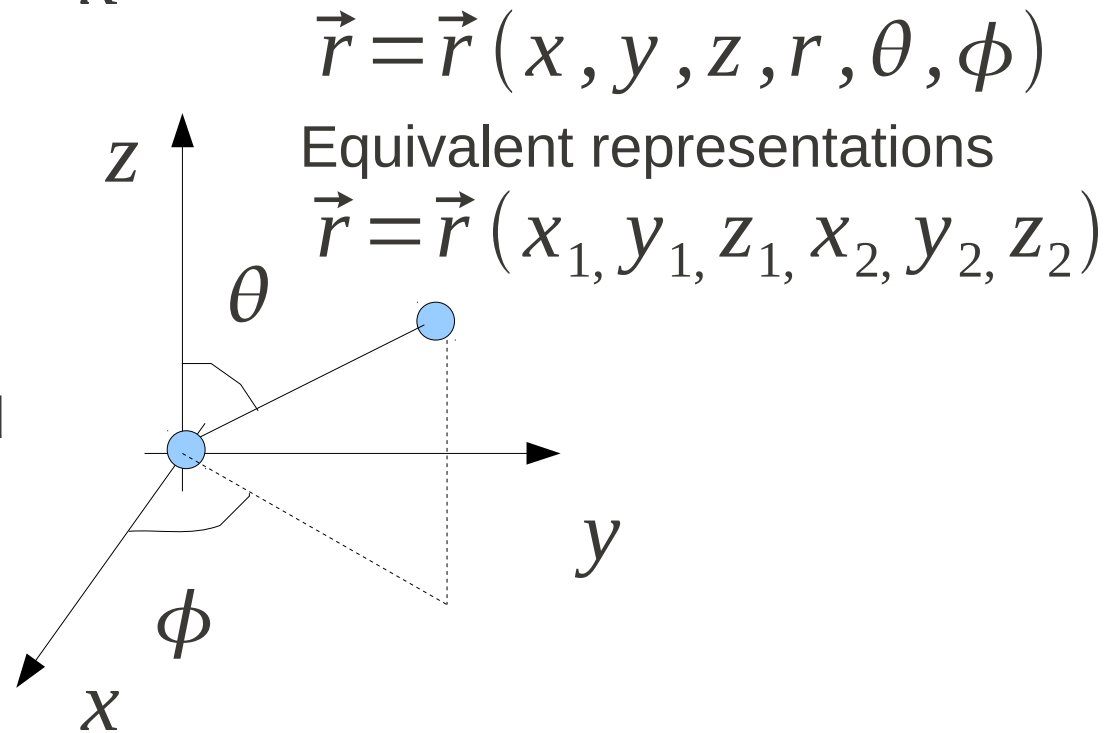 r⃗ = r⃗ (x , y , z , r , θ , ϕ)
Equivalent representations
r⃗ = r⃗ (x₁, y₁, z₁, x₂, y₂, z₂)
z
θ
y
ϕ
x